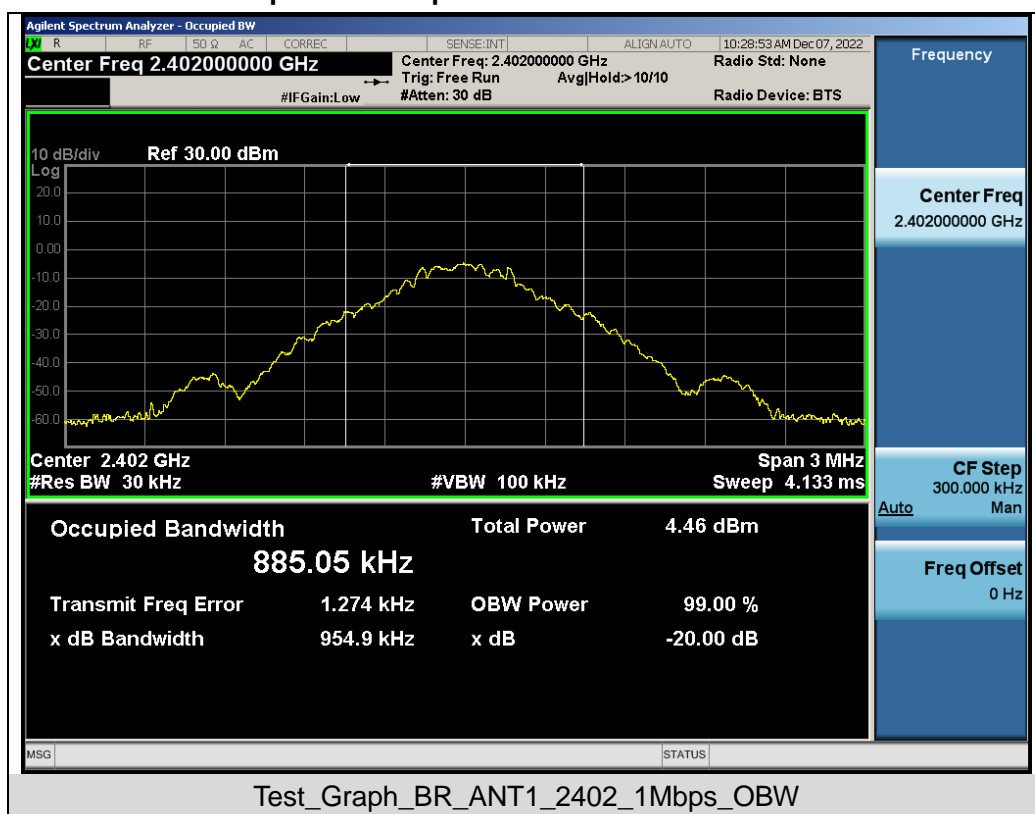 Agilent Spectrum Analyzer - Occupied BW
LXI R RF 50 Ω AC CORREC SENSE:INT ALIGN AUTO 10:28:53 AM Dec 07, 2022
Center Freq 2.402000000 GHz Center Freq: 2.402000000 GHz Radio Std: None
Trig: Free Run Avg|Hold:> 10/10
#IFGain:Low #Atten: 30 dB Radio Device: BTS
Frequency
10 dB/div Ref 30.00 dBm
Log
20.0
10.0
0.00
-10.0
-20.0
-30.0
-40.0
-50.0
-60.0
Center 2.402 GHz Span 3 MHz
#Res BW 30 kHz #VBW 100 kHz Sweep 4.133 ms
Center Freq
2.402000000 GHz
CF Step
300.000 kHz
Auto Man
Freq Offset
0 Hz
Occupied Bandwidth Total Power 4.46 dBm
885.05 kHz
Transmit Freq Error 1.274 kHz OBW Power 99.00 %
x dB Bandwidth 954.9 kHz x dB -20.00 dB
MSG STATUS
Test_Graph_BR_ANT1_2402_1Mbps_OBW